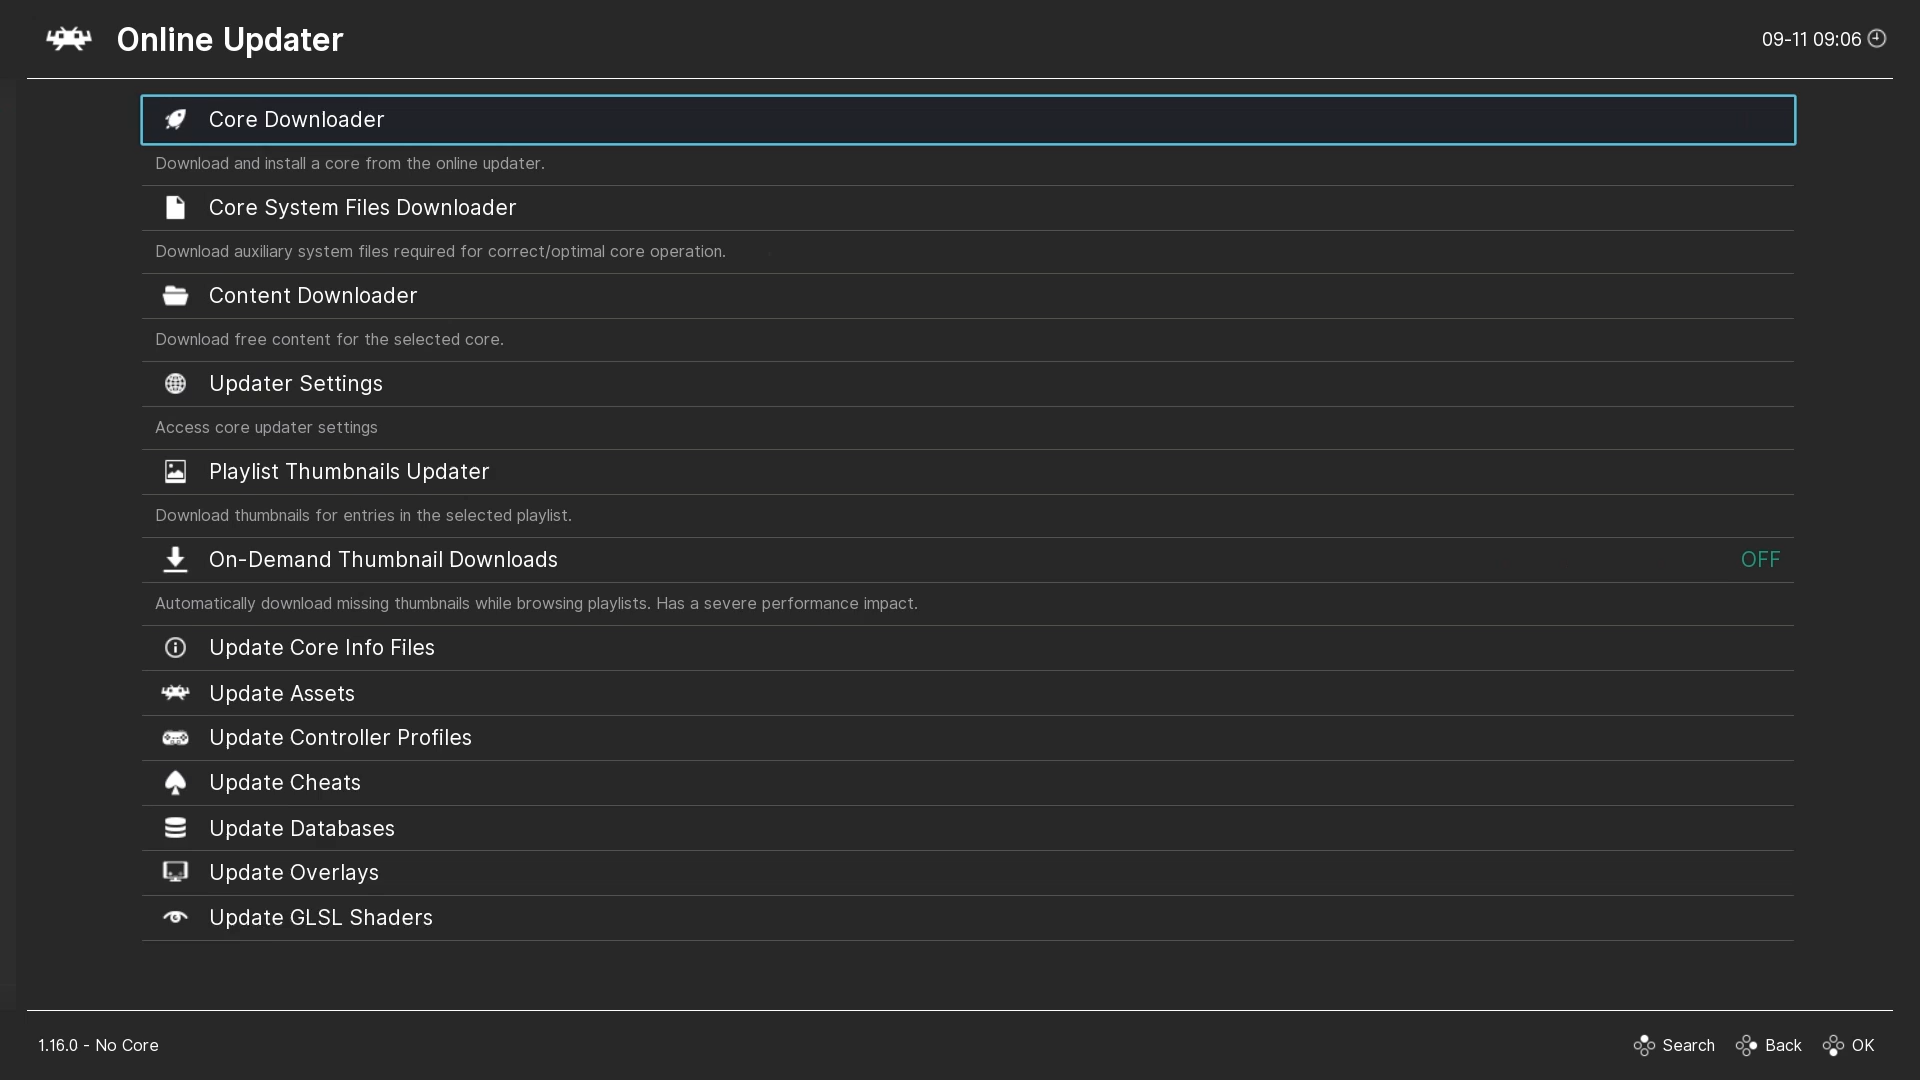 Online Updater
09-11 09:06
Core Downloader
Download and install a core from the online updater.
Core System Files Downloader
Download auxiliary system files required for correct/optimal core operation.
Content Downloader
Download free content for the selected core.
Updater Settings
Access core updater settings
Playlist Thumbnails Updater
Download thumbnails for entries in the selected playlist.
On-Demand Thumbnail Downloads OFF
Automatically download missing thumbnails while browsing playlists. Has a severe performance impact.
Update Core Info Files
Update Assets
Update Controller Profiles
Update Cheats
Update Databases
Update Overlays
Update GLSL Shaders
1.16.0 - No Core
Search Back OK